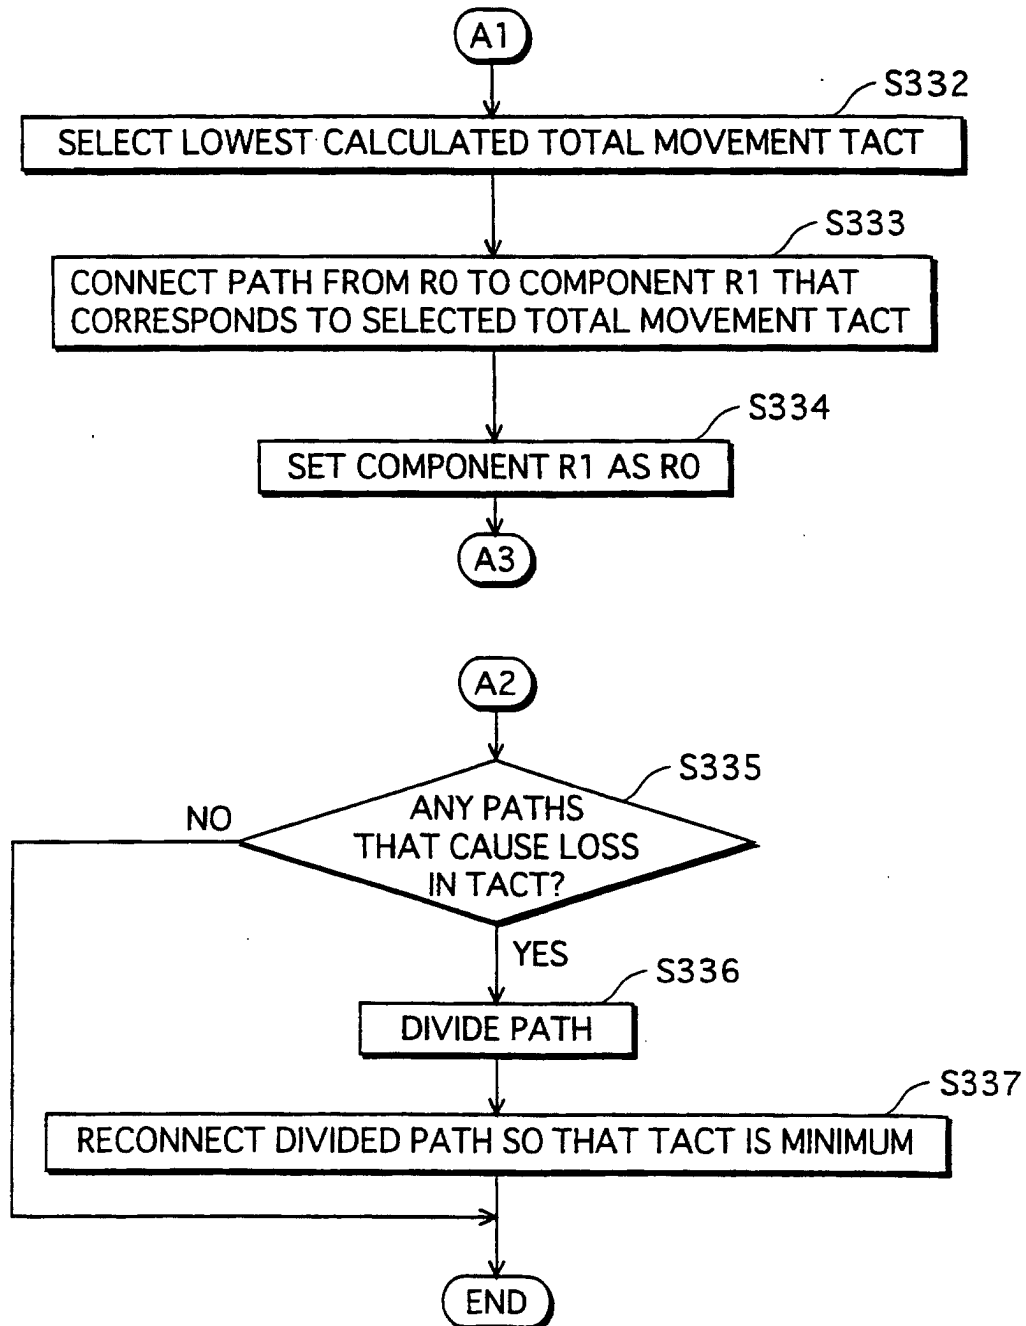 A1
S332
SELECT LOWEST CALCULATED TOTAL MOVEMENT TACT
S333
CONNECT PATH FROM R0 TO COMPONENT R1 THAT
CORRESPONDS TO SELECTED TOTAL MOVEMENT TACT
S334
SET COMPONENT R1 AS R0
A3
A2
S335
ANY PATHS
THAT CAUSE LOSS
IN TACT?
NO
YES
S336
DIVIDE PATH
S337
RECONNECT DIVIDED PATH SO THAT TACT IS MINIMUM
END